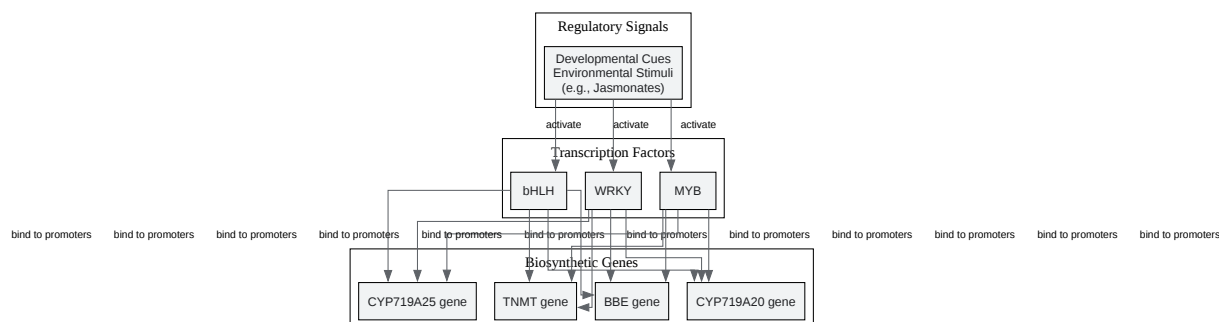 Regulatory Signals
Developmental Cues
Environmental Stimuli
(e.g., Jasmonates)
activate activate activate
Transcription Factors
bHLH WRKY MYB
bind to promoters bind to promoters bind to promoters bind to promoters bind to promoters bind to promoters bind to promoters bind to promoters bind to promoters bind to promoters bind to promoters bind to promoters
Biosynthetic Genes
CYP719A25 gene TNMT gene BBE gene CYP719A20 gene